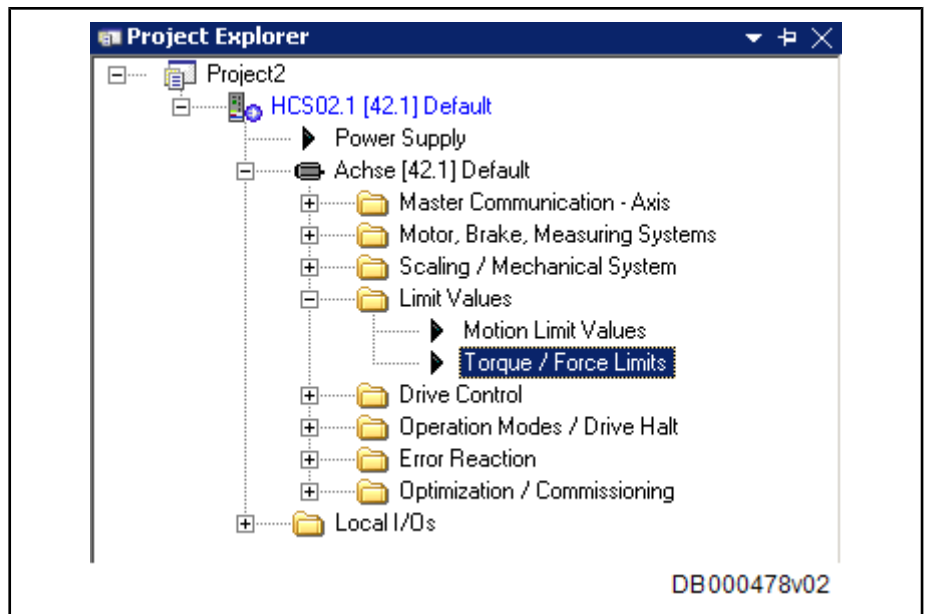 Project Explorer
Project2
HCS02.1 [42.1] Default
Power Supply
Achse [42.1] Default
Master Communication - Axis
Motor, Brake, Measuring Systems
Scaling / Mechanical System
Limit Values
Motion Limit Values
Torque / Force Limits
Drive Control
Operation Modes / Drive Halt
Error Reaction
Optimization / Commissioning
Local I/Os
DB000478v02